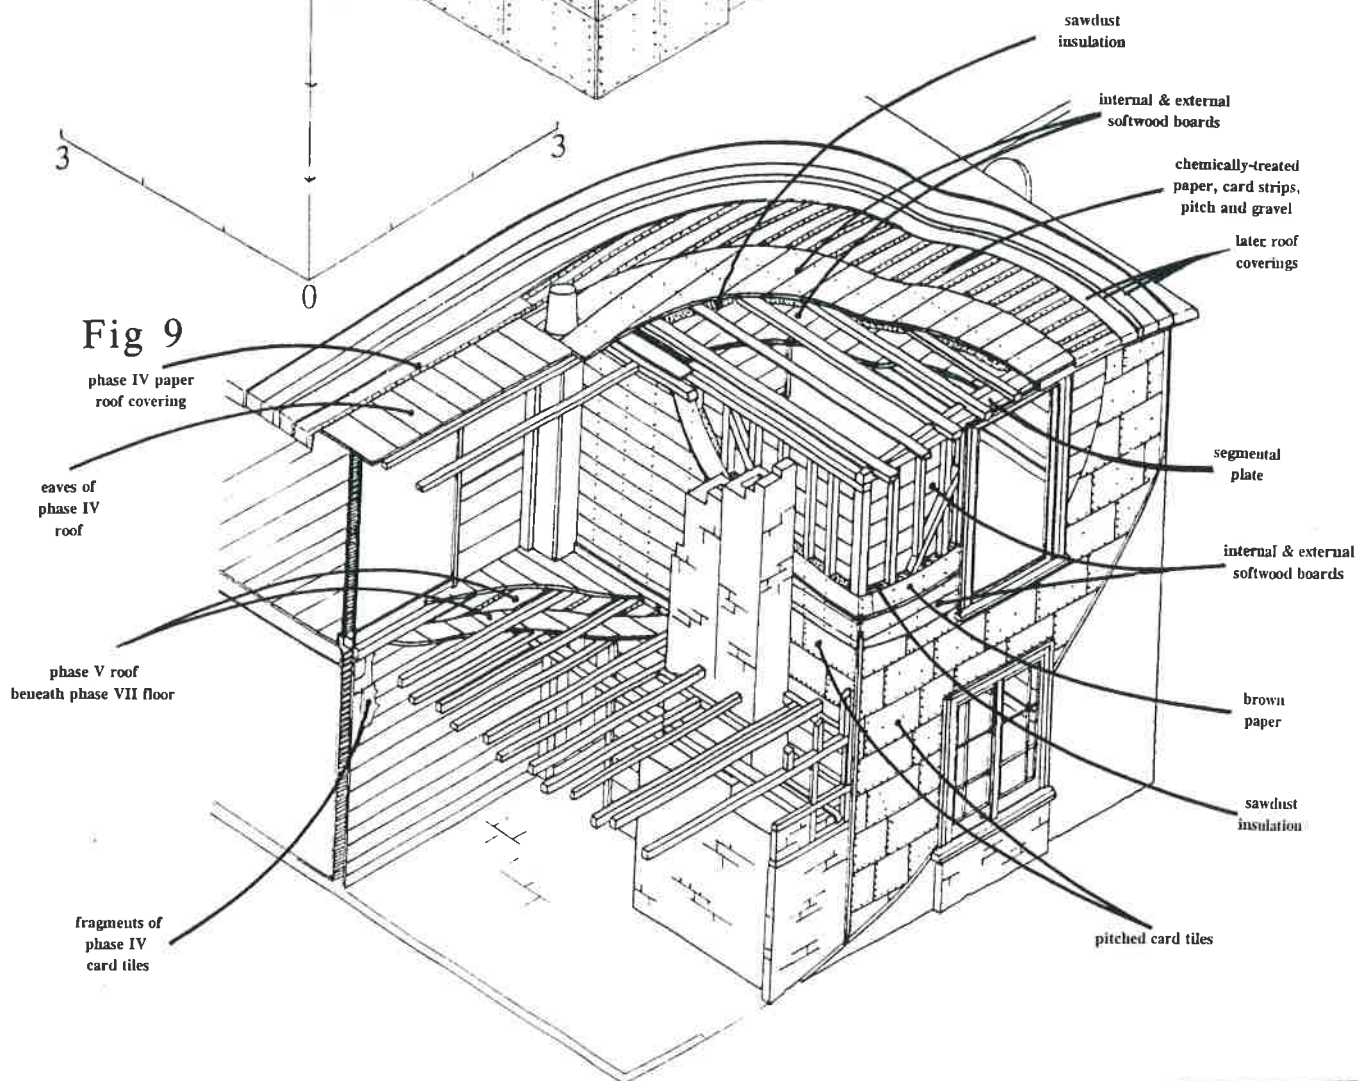 sawdust
insulation
internal & external
softwood boards
chemically-treated
paper, card strips,
pitch and gravel
later roof
coverings
3
3
0
Fig 9
phase IV paper
roof covering
eaves of
phase IV
roof
segmental
plate
internal & external
softwood boards
phase V roof
beneath phase VII floor
brown
paper
sawdust
insulation
fragments of
phase IV
card tiles
pitched card tiles